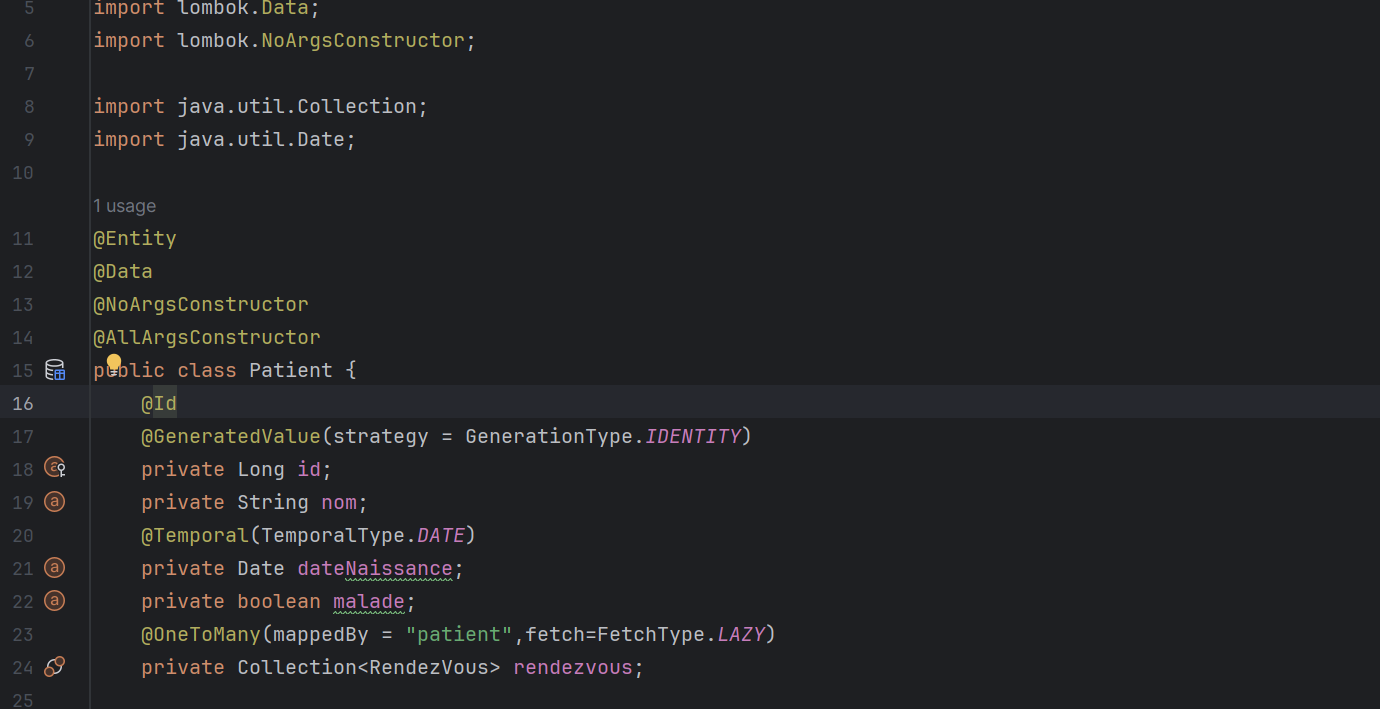 5 import lombok.Data;
6 import lombok.NoArgsConstructor;
7
8 import java.util.Collection;
9 import java.util.Date;
10
1 usage
11 @Entity
12 @Data
13 @NoArgsConstructor
14 @AllArgsConstructor
15 public class Patient {
16 @Id
17 @GeneratedValue(strategy = GenerationType.IDENTITY)
18 private Long id;
19 private String nom;
20 @Temporal(TemporalType.DATE)
21 private Date dateNaissance;
22 private boolean malade;
23 @OneToMany(mappedBy = "patient",fetch=FetchType.LAZY)
24 private Collection<RendezVous> rendezvous;
25